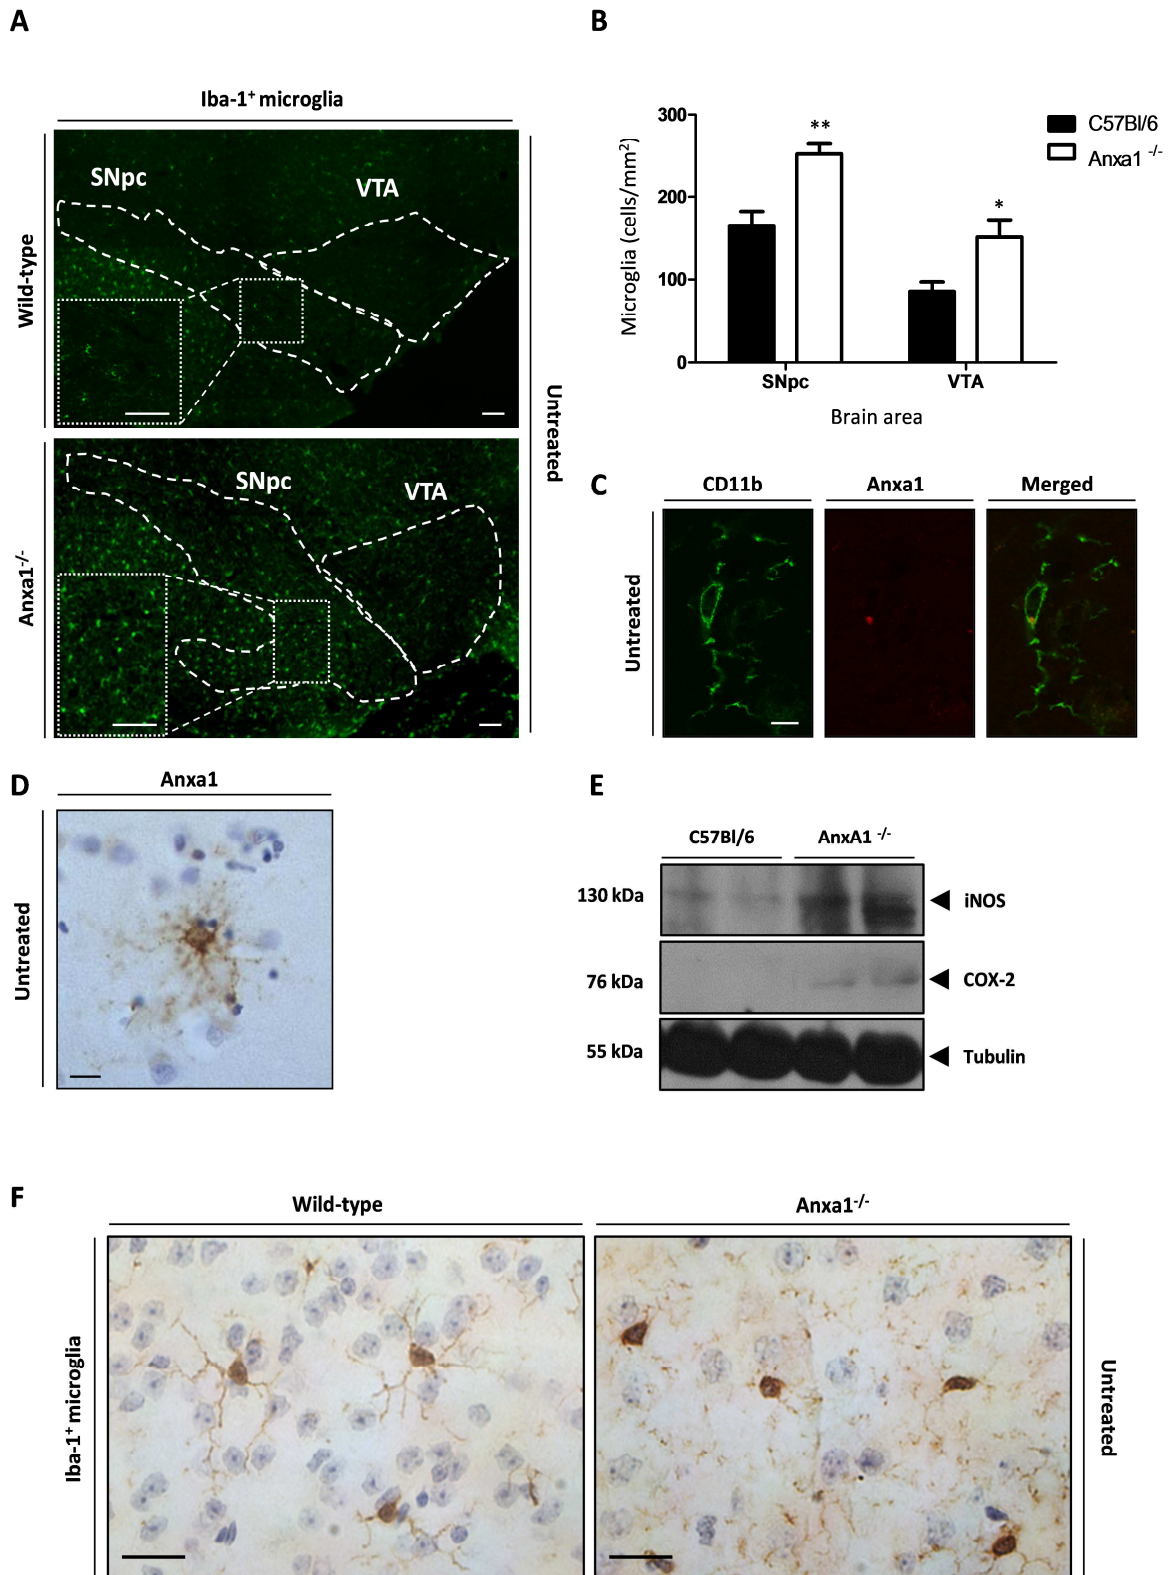 A
Iba-1⁺ microglia
Wild-type
SNpc
VTA
Anxa1⁻/⁻
SNpc
VTA
Untreated
B
Microglia (cells/mm²)
300
200
100
0
**
*
SNpc
VTA
Brain area
C57Bl/6
Anxa1 ⁻/⁻
C
CD11b
Anxa1
Merged
Untreated
D
Anxa1
Untreated
E
C57Bl/6
AnxA1 ⁻/⁻
130 kDa
iNOS
76 kDa
COX-2
55 kDa
Tubulin
F
Wild-type
Anxa1⁻/⁻
Iba-1⁺ microglia
Untreated